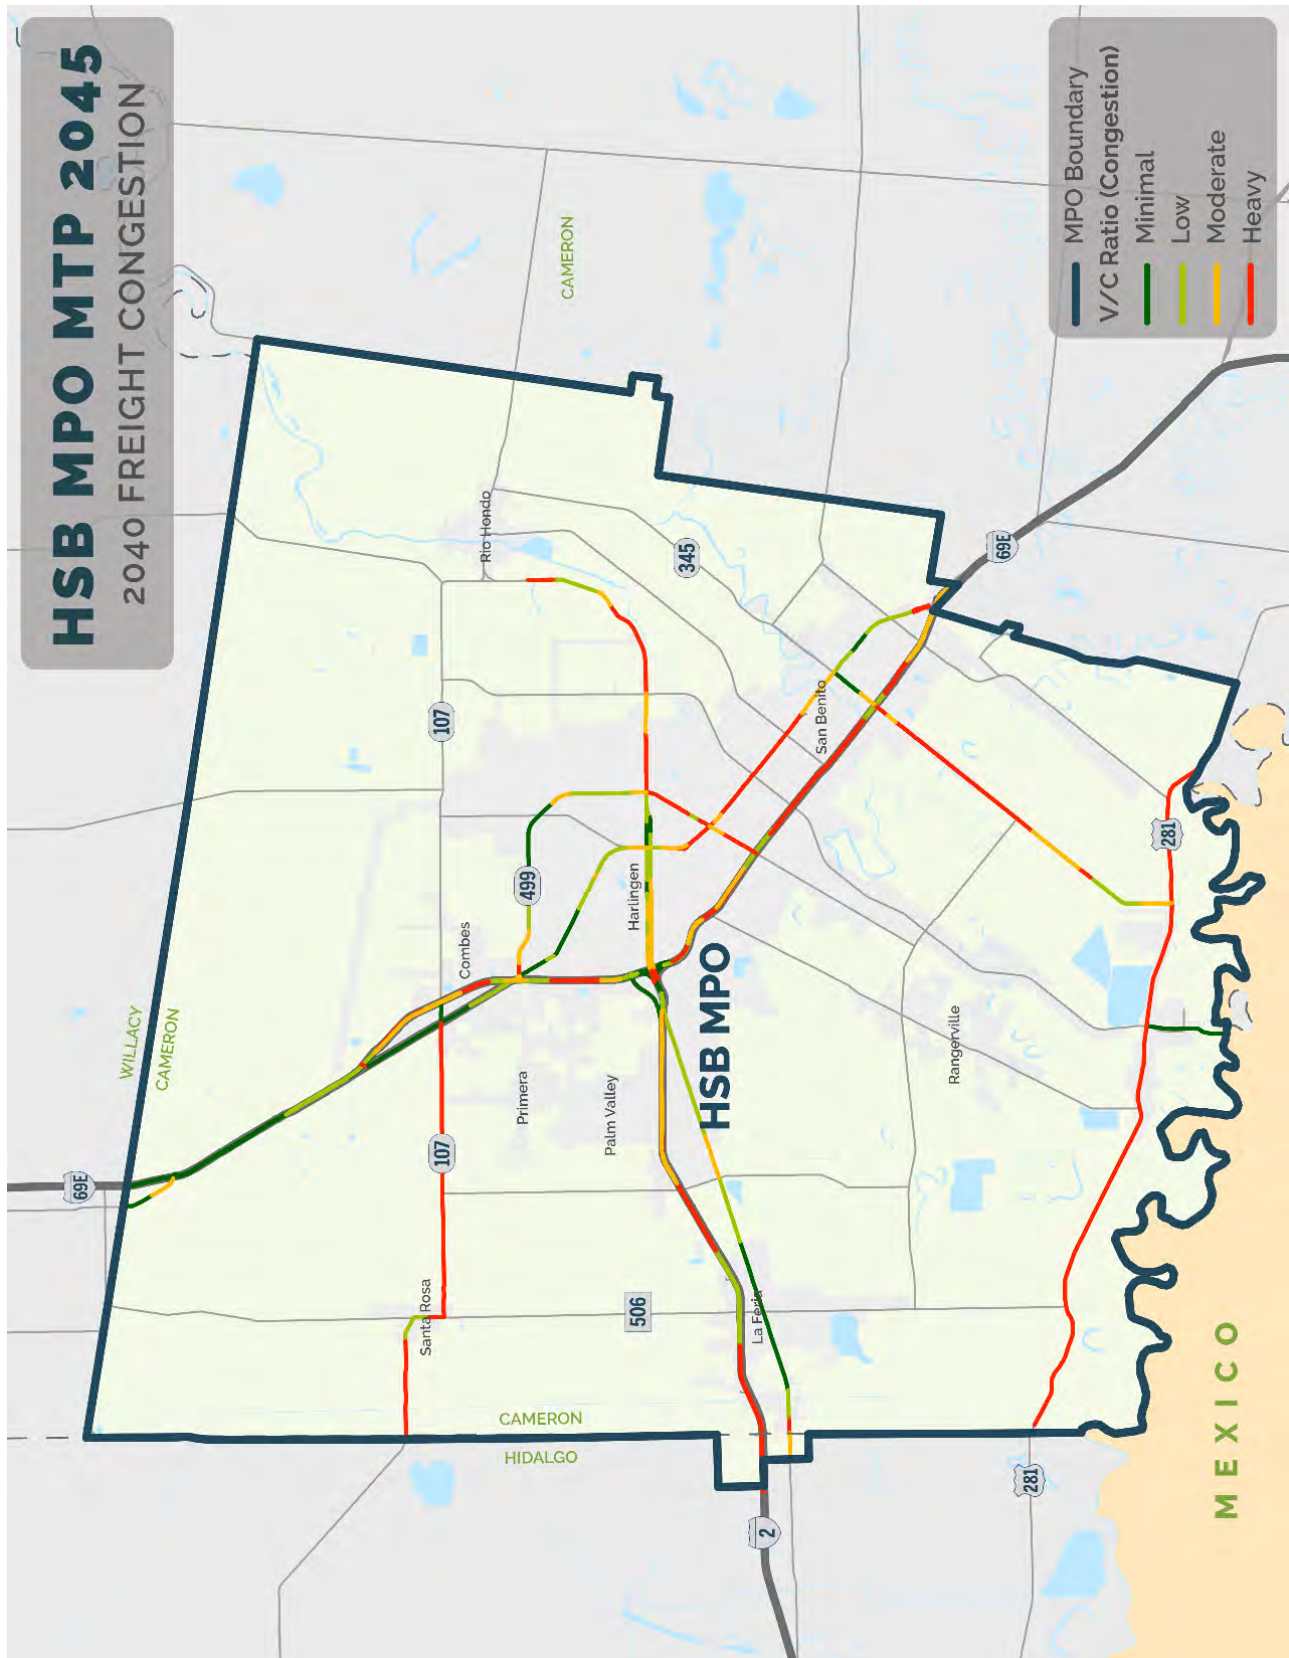 HSB MPO MTP 2045
2040 FREIGHT CONGESTION
WILLACY
CAMERON
69E
CAMERON
Rio Hondo
107
107
Santa Rosa
Combes
499
Primera
Harlingen
Palm Valley
506
345
HSB MPO
San Benito
69E
La Feria
CAMERON
HIDALGO
2
Rangerville
281
281
MEXICO
MPO Boundary
V/C Ratio (Congestion)
Minimal
Low
Moderate
Heavy